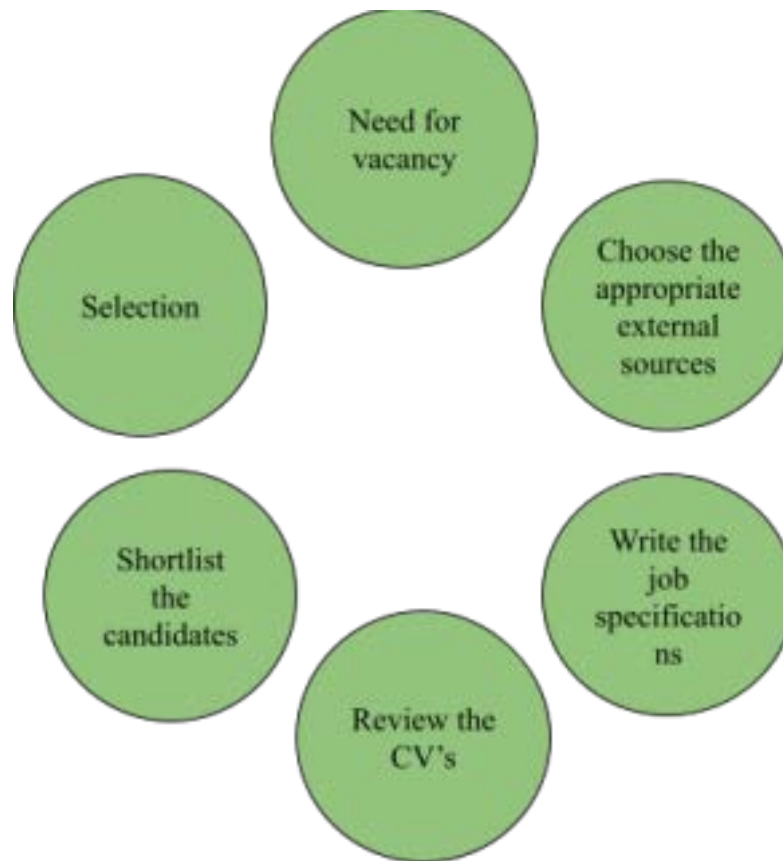 Need for
vacancy
Choose the
appropriate
external
sources
Write the
job
specificatio
ns
Review the
CV's
Shortlist
the
candidates
Selection